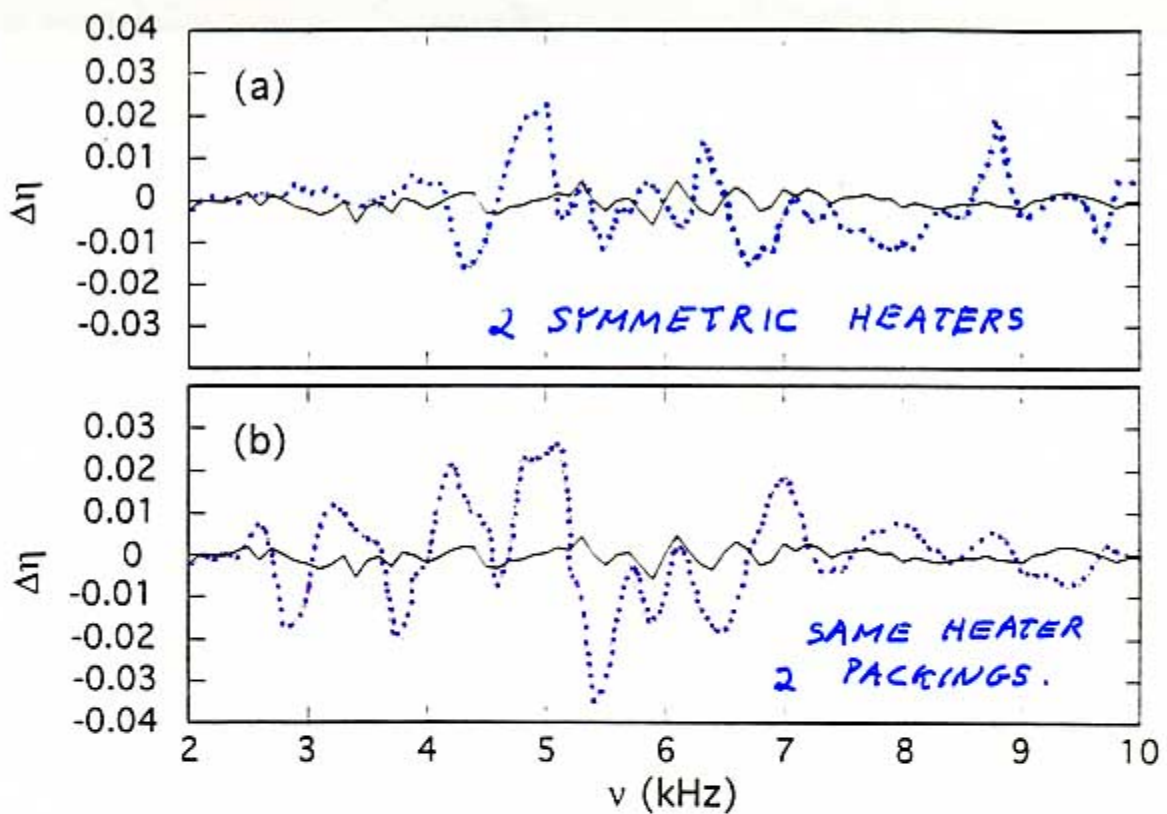 0.04
0.03
0.02
0.01
0
-0.01
-0.02
-0.03
Δη
(a)
2 SYMMETRIC HEATERS
0.03
0.02
0.01
0
-0.01
-0.02
-0.03
-0.04
Δη
(b)
SAME HEATER
2 PACKINGS.
2 3 4 5 6 7 8 9 10
ν (kHz)